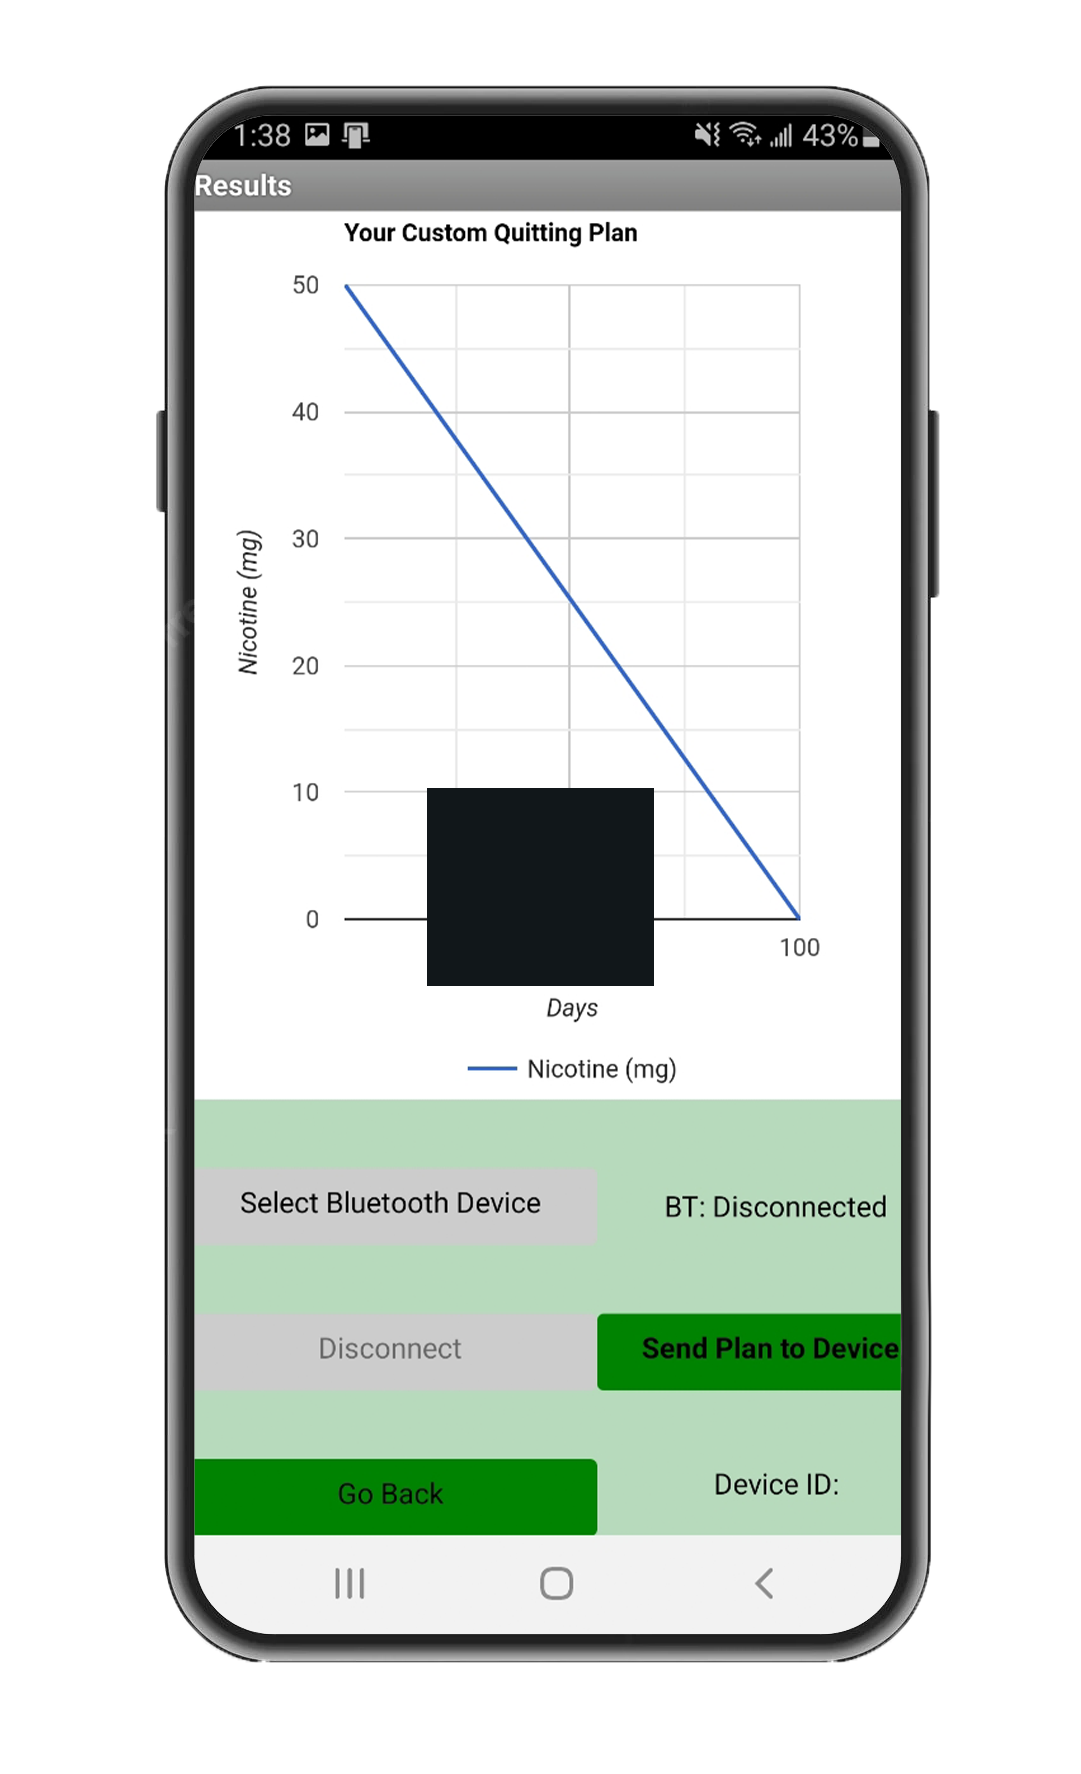 1:38 43%
Results
Your Custom Quitting Plan
50
40
30
20
10
0
Nicotine (mg)
100
Days
Nicotine (mg)
Select Bluetooth Device
BT: Disconnected
Disconnect
Send Plan to Device
Go Back
Device ID: